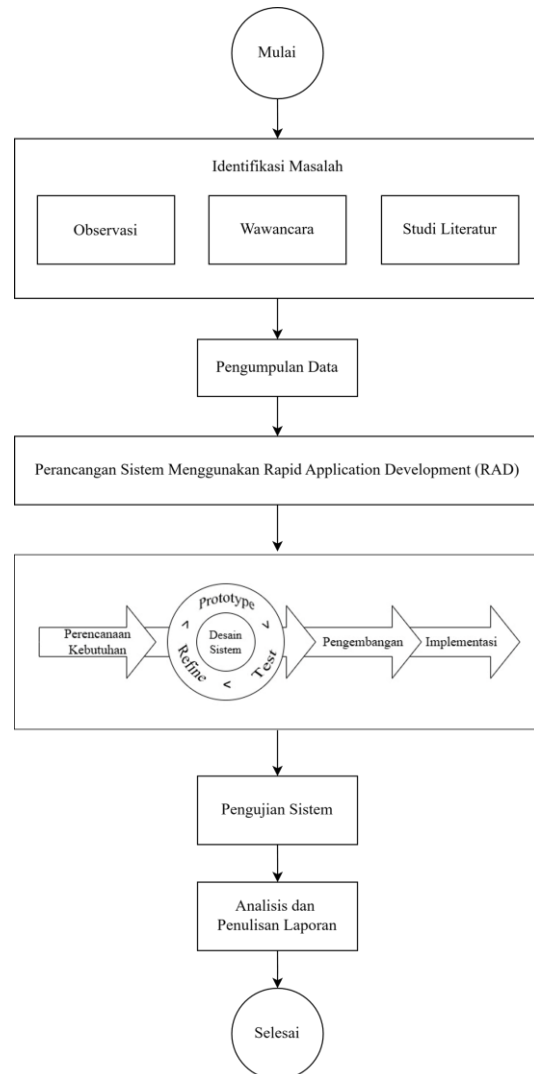 Mulai
Identifikasi Masalah
Observasi
Wawancara
Studi Literatur
Pengumpulan Data
Perancangan Sistem Menggunakan Rapid Application Development (RAD)
Perencanaan
Kebutuhan
Prototype
Desain
Sistem
Refine
Test
Pengembangan
Implementasi
Pengujian Sistem
Analisis dan
Penulisan Laporan
Selesai